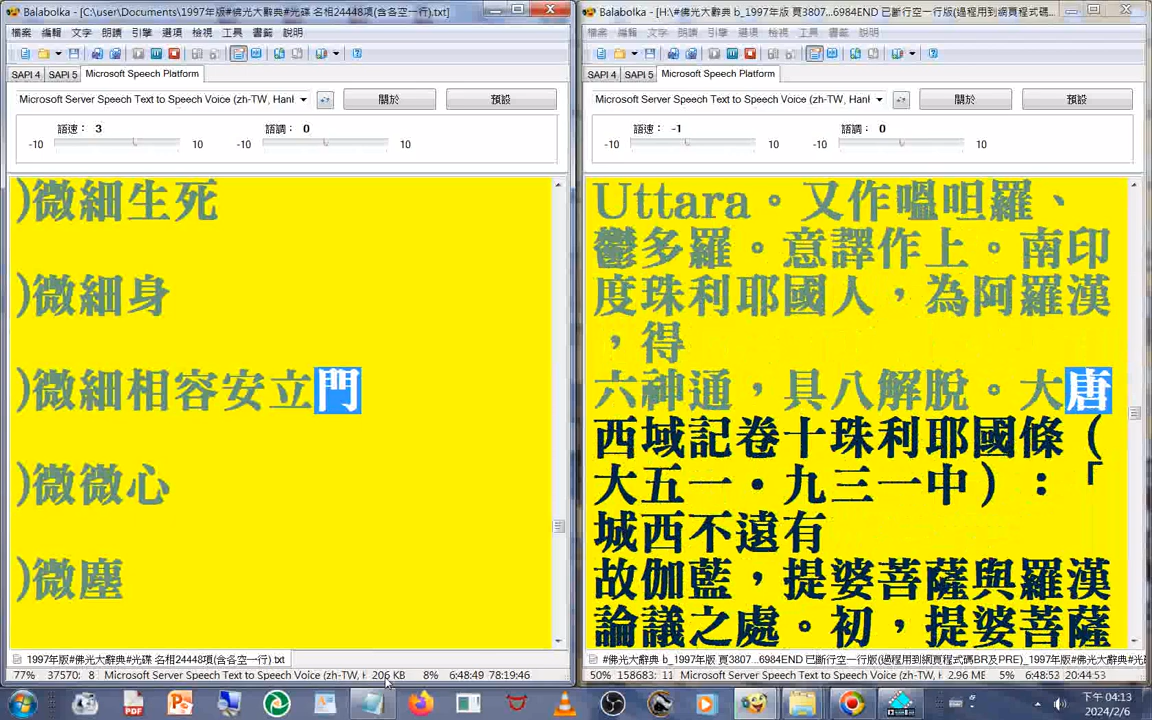 Balabolka - [C:\user\Documents\1997年版#佛光大辭典#光碟 名相24448項(含各空一行).txt]
檔案 編輯 文字 朗讀 引擎 選項 檢視 工具 書籤 說明
SAPI 4 SAPI 5 Microsoft Speech Platform
Microsoft Server Speech Text to Speech Voice (zh-TW, Hanl 關於 預設
語速: 3 語調: 0
-10 10 -10 10
)微細生死
)微細身
)微細相容安立門
)微微心
)微塵
1997年版#佛光大辭典#光碟 名相24448項(含各空一行).txt
77% 37570: 8 Microsoft Server Speech Text to Speech Voice (zh-TW, H 206 KB 8% 6:48:49 78:19:46
Balabolka - [H:\#佛光大辭典 b_1997年版 頁3807...6984END 已斷行空一行版(過程用到網頁程式碼...
檔案 編輯 文字 朗讀 引擎 選項 檢視 工具 書籤 說明
SAPI 4 SAPI 5 Microsoft Speech Platform
Microsoft Server Speech Text to Speech Voice (zh-TW, Hanl 關於 預設
語速: -1 語調: 0
-10 10 -10 10
Uttara。又作嗢呾羅、
鬱多羅。意譯作上。南印
度珠利耶國人，為阿羅漢
，得
六神通，具八解脫。大唐
西域記卷十珠利耶國條（
大五一・九三一中）：「
城西不遠有
故伽藍，提婆菩薩與羅漢
論議之處。初，提婆菩薩
#佛光大辭典 b_1997年版 頁3807...6984END 已斷行空一行版(過程用到網頁程式碼BR及PRE)_1997年版#佛光
50% 158683: 11 Microsoft Server Speech Text to Speech Voice (zh-TW, H 2.96 ME 5% 6:48:53 20:44:53
下午 04:13
2024/2/6